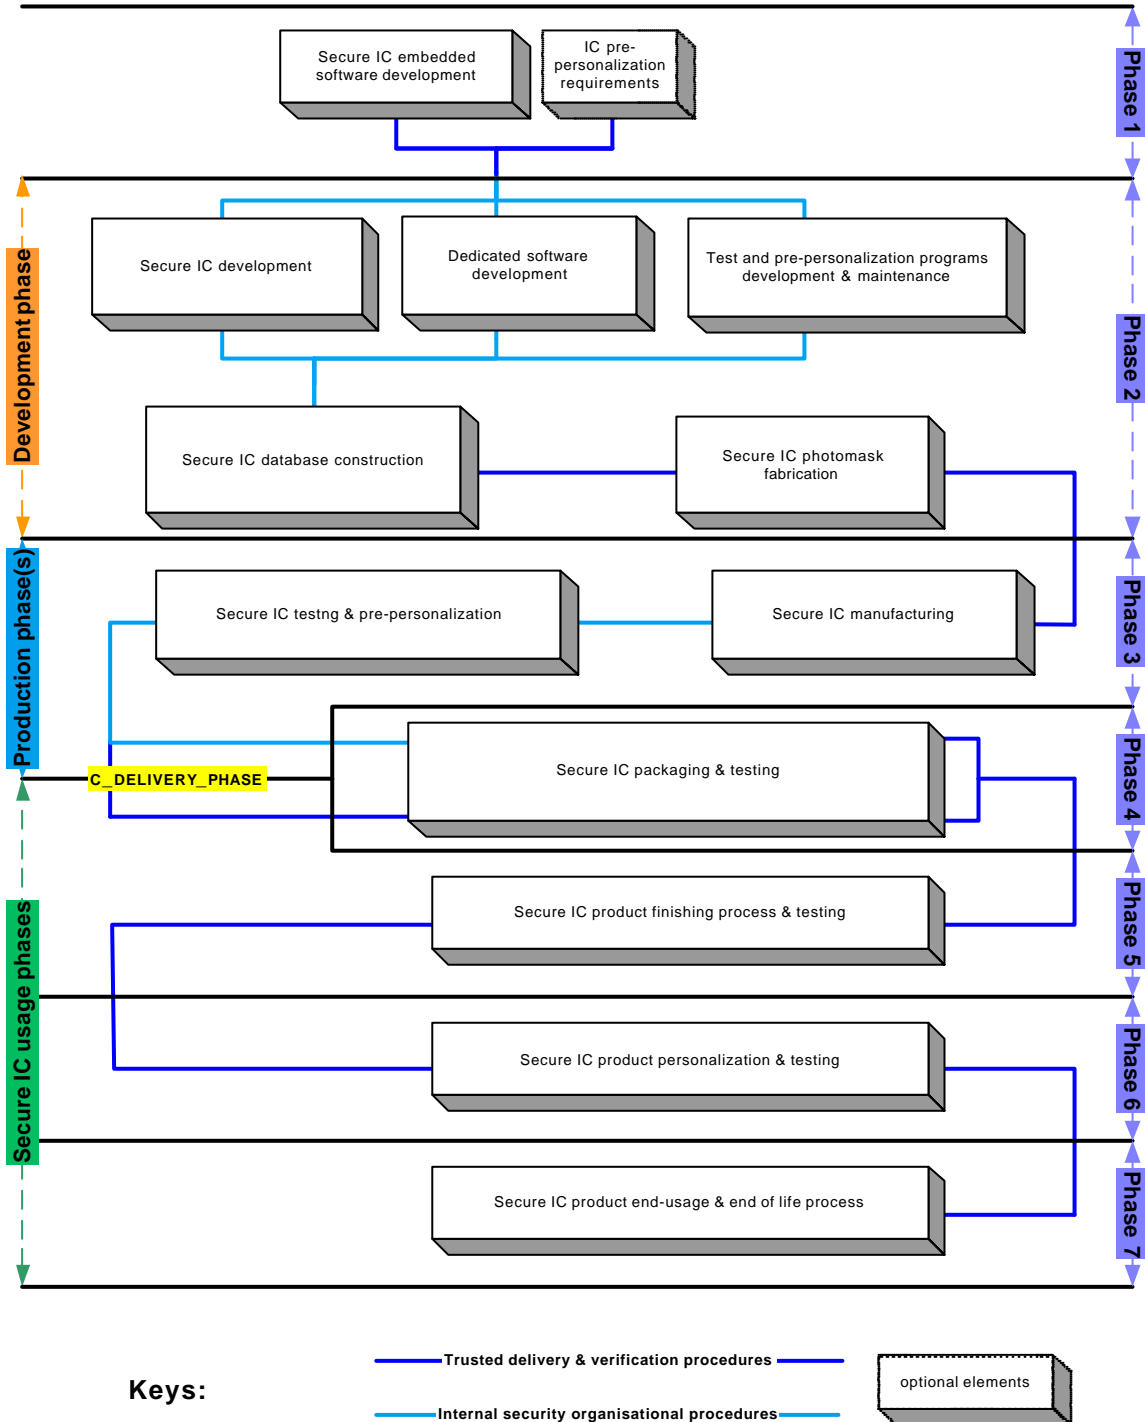 Secure IC embedded
software development
IC pre-
personalization
requirements
Phase 1
Development phase
Secure IC development
Dedicated software
development
Test and pre-personalization programs
development & maintenance
Phase 2
Secure IC database construction
Secure IC photomask
fabrication
Production phase(s)
Secure IC testng & pre-personalization
Secure IC manufacturing
Phase 3
C_DELIVERY_PHASE
Secure IC packaging & testing
Phase 4
Secure IC usage phases
Secure IC product finishing process & testing
Phase 5
Secure IC product personalization & testing
Phase 6
Secure IC product end-usage & end of life process
Phase 7
Keys:
Trusted delivery & verification procedures
Internal security organisational procedures
optional elements